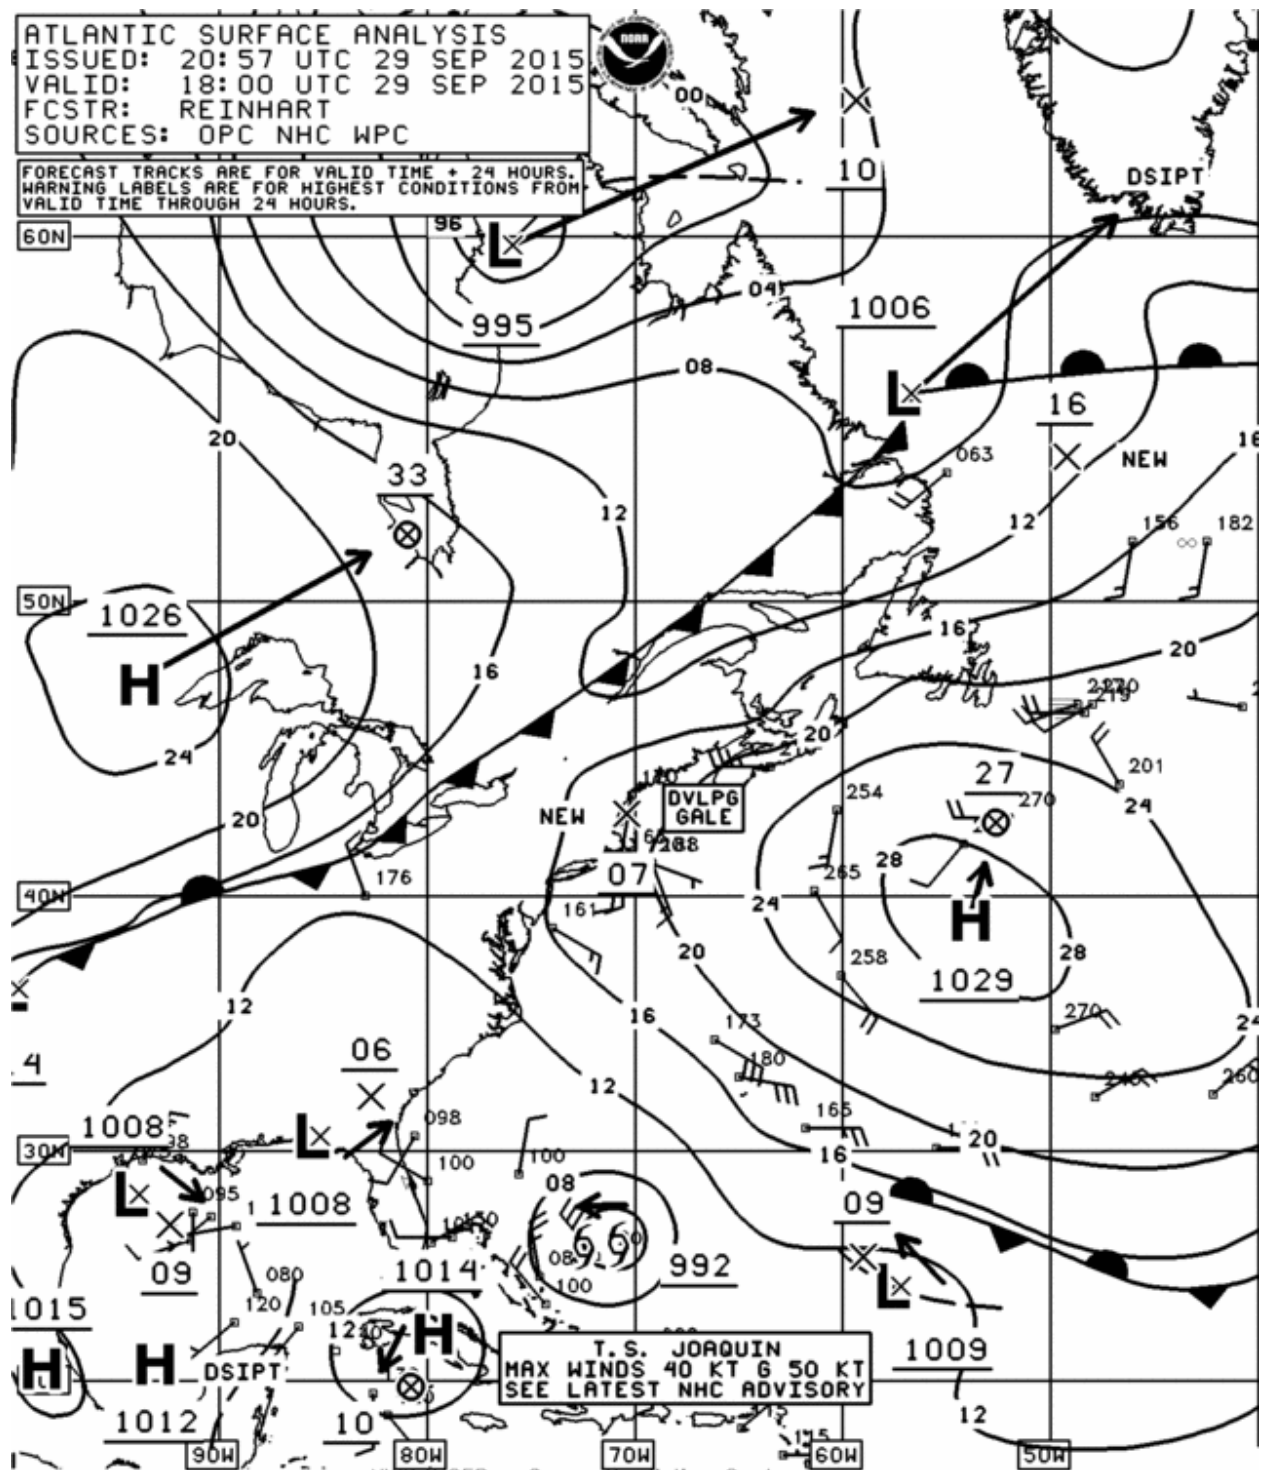 ATLANTIC SURFACE ANALYSIS
ISSUED: 20:57 UTC 29 SEP 2015
VALID: 18:00 UTC 29 SEP 2015
FCSTR: REINHART
SOURCES: OPC NHC WPC
NOAA
FORECAST TRACKS ARE FOR VALID TIME + 24 HOURS.
WARNING LABELS ARE FOR HIGHEST CONDITIONS FROM
VALID TIME THROUGH 24 HOURS.
00
10
DSIPT
96
60N
L
995
04
1006
08
L
16
NEW
16
20
063
33
12
12
156
182
50N
1026
16
20
H
16
24
20
201
27
270
24
20
NEW
DVLPG
GALE
254
28
176
07
265
40N
24
161
H
20
258
28
1029
12
16
173
270
24
4
06
180
12
260
1008
098
165
20
30N
L
100
100
16
L
095
1008
08
09
09
1014
992
080
100
L
1015
120
105
12
H
1009
H
H
DSIPT
T.S. JOAQUIN
MAX WINDS 40 KT G 50 KT
SEE LATEST NHC ADVISORY
1012
10
12
90W
80W
70W
60W
50W